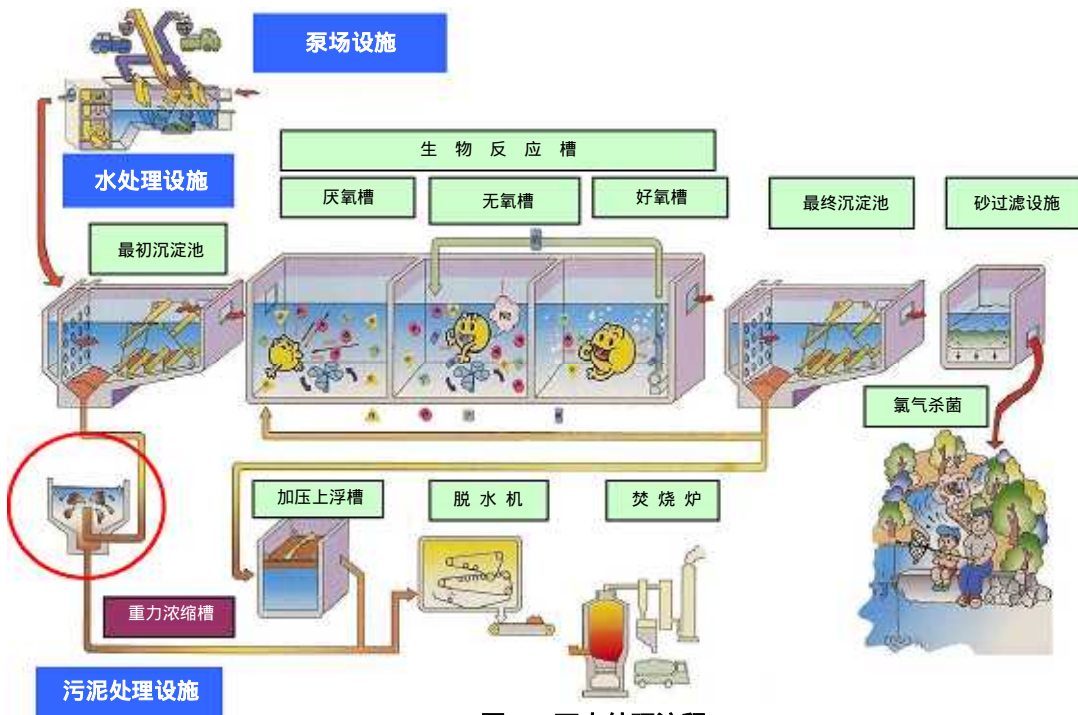 泵场设施
水处理设施
生物反应槽
厌氧槽
无氧槽
好氧槽
最终沉淀池
砂过滤设施
最初沉淀池
N₂
氯气杀菌
加压上浮槽
脱水机
焚烧炉
重力浓缩槽
污泥处理设施